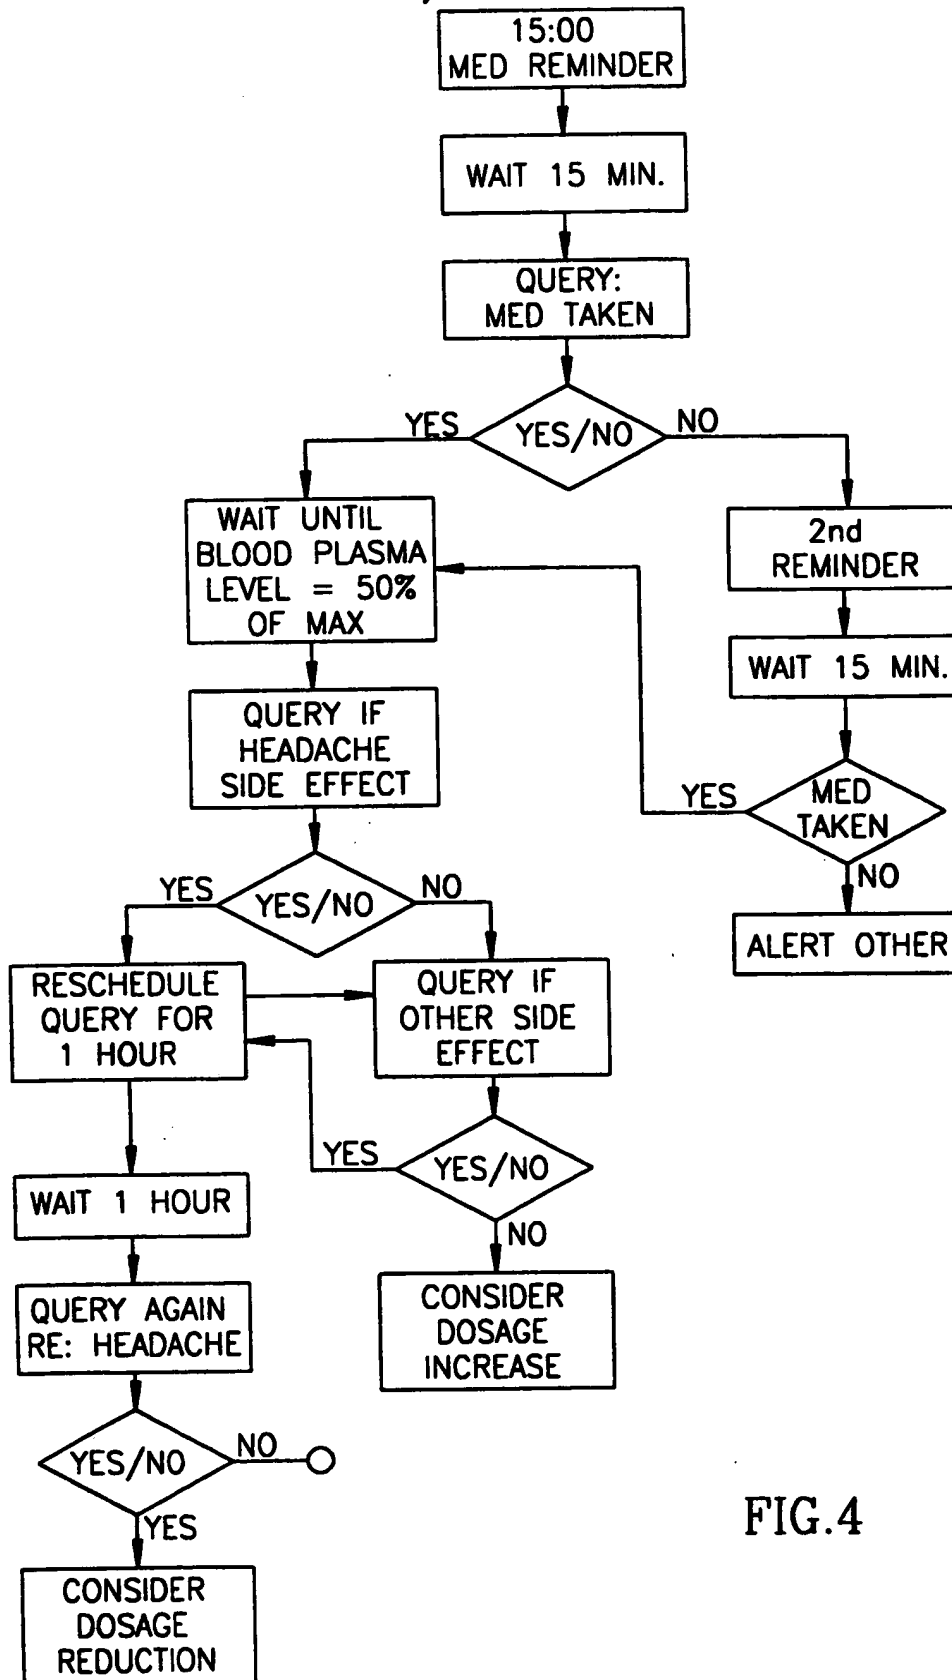 15:00
MED REMINDER
WAIT 15 MIN.
QUERY:
MED TAKEN
YES
YES/NO
NO
WAIT UNTIL
BLOOD PLASMA
LEVEL = 50%
OF MAX
2nd
REMINDER
WAIT 15 MIN.
QUERY IF
HEADACHE
SIDE EFFECT
YES
MED
TAKEN
NO
ALERT OTHER
YES
YES/NO
NO
RESCHEDULE
QUERY FOR
1 HOUR
QUERY IF
OTHER SIDE
EFFECT
YES
YES/NO
NO
WAIT 1 HOUR
CONSIDER
DOSAGE
INCREASE
QUERY AGAIN
RE: HEADACHE
YES/NO
NO
YES
CONSIDER
DOSAGE
REDUCTION
FIG.4